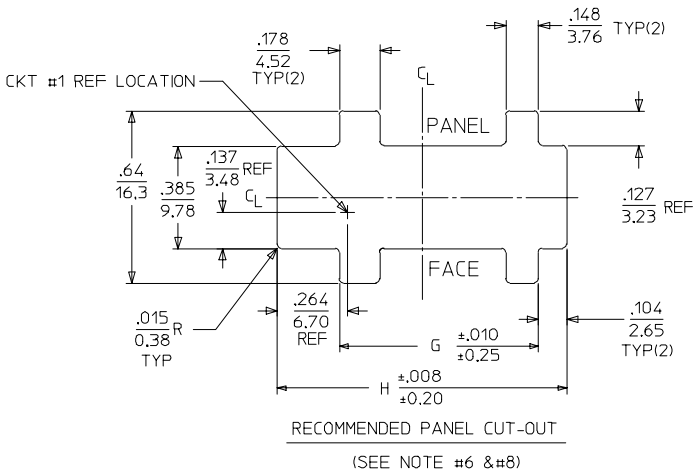 .178
4.52
TYP(2)
.148
3.76 TYP(2)
CKT #1 REF LOCATION
CL
PANEL
.64
16,3
.385
9.78
.137
3.48 REF
CL
.127
3.23 REF
FACE
.015
0.38 R
TYP
.264
6.70
REF
G ±.010
±0.25
.104
2.65
TYP(2)
H ±.008
±0.20
RECOMMENDED PANEL CUT-OUT
(SEE NOTE #6 &#8)